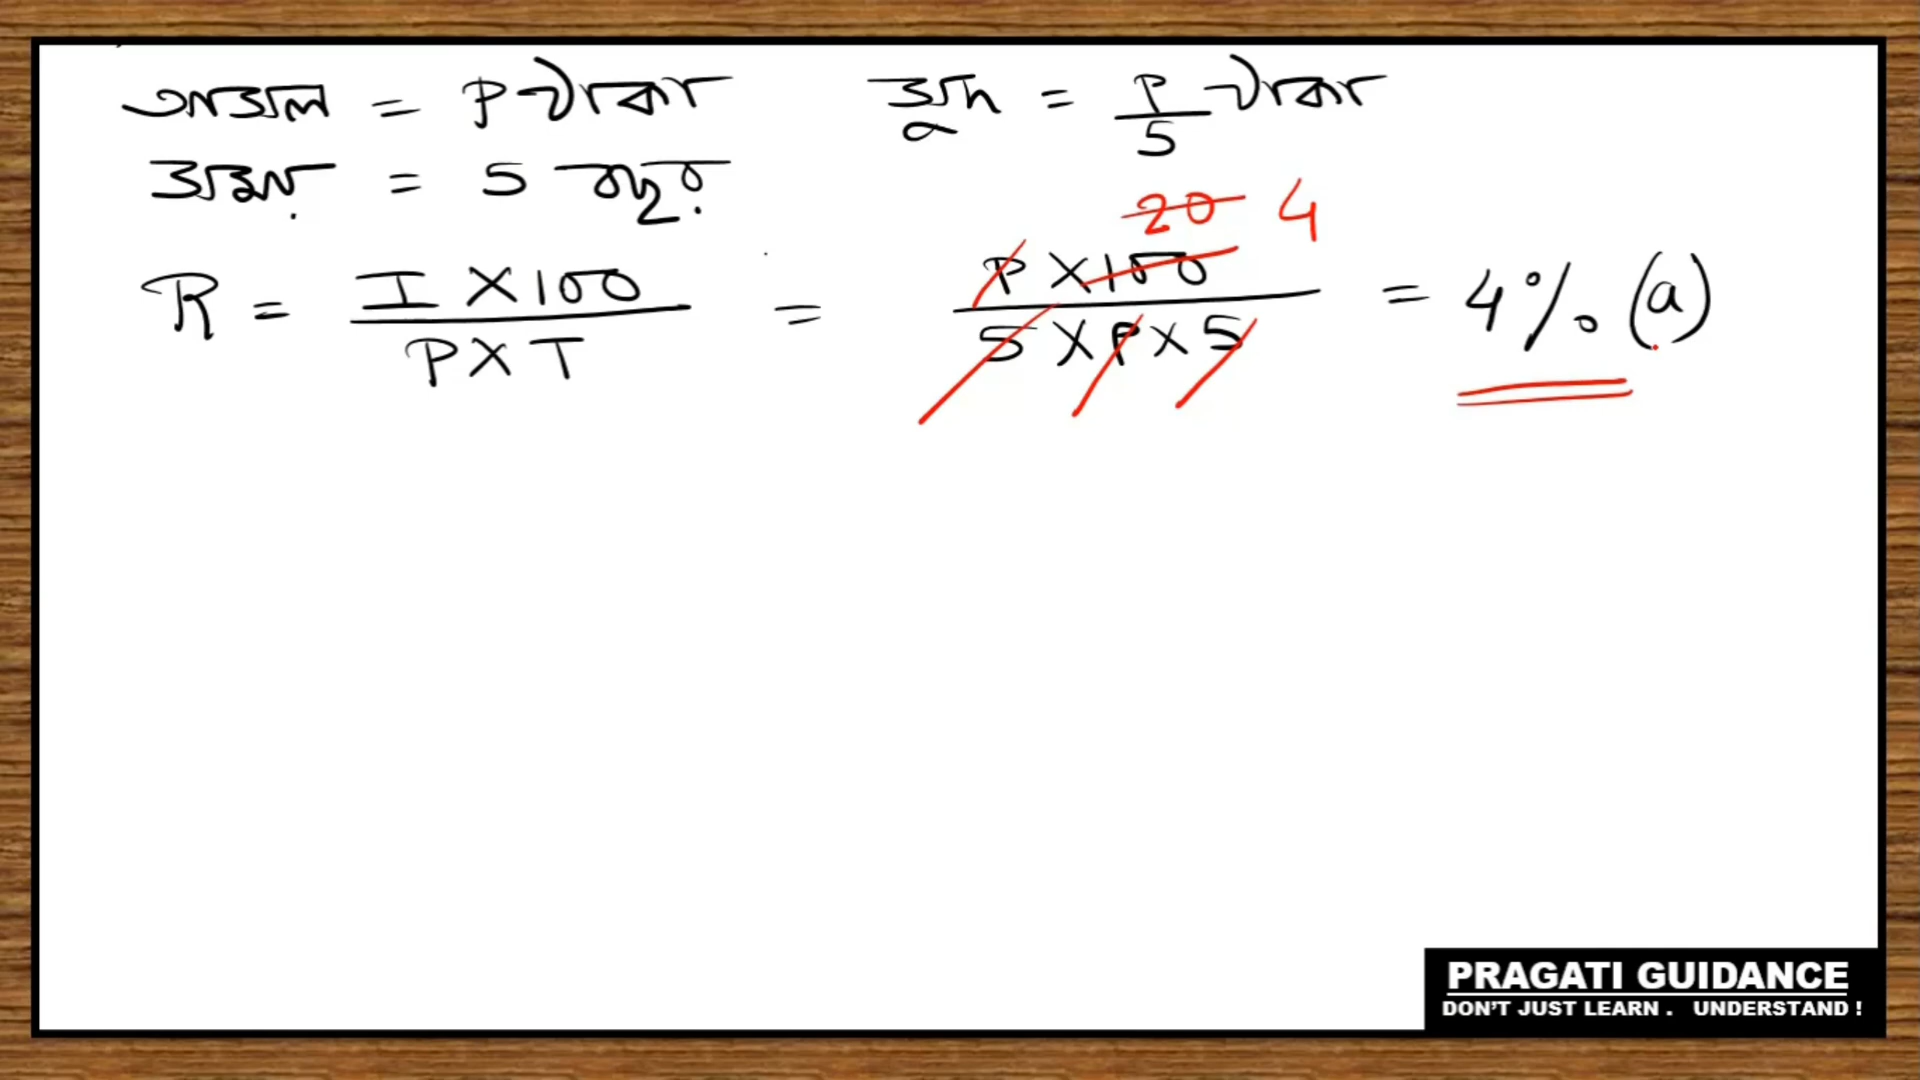 আসল = P টাকা সুদ = P/5 টাকা
সময় = 5 বছর
20 4
R = I X 100 / P X T = P X 100 / 5 X P X 5 = 4% (a)
PRAGATI GUIDANCE
DON'T JUST LEARN . UNDERSTAND !